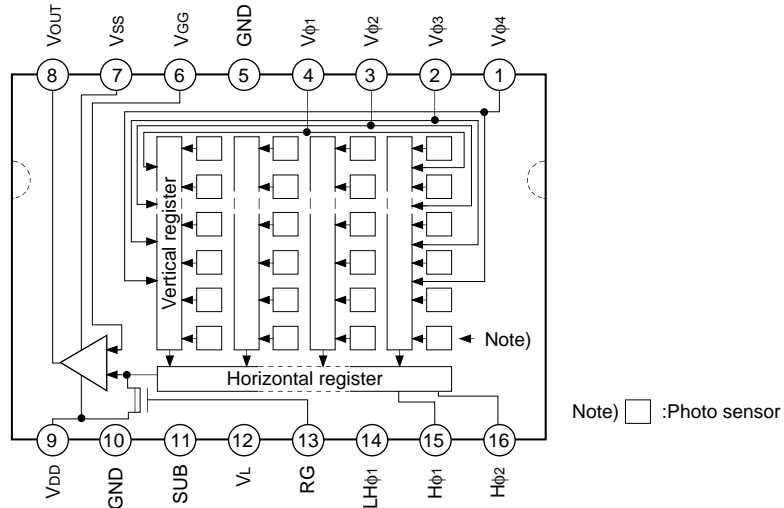 VOUT
VSS
VGG
GND
Vϕ1
Vϕ2
Vϕ3
Vϕ4
8
7
6
5
4
3
2
1
Vertical register
Note)
Horizontal register
Note) :Photo sensor
9
10
11
12
13
14
15
16
VDD
GND
SUB
VL
RG
LHϕ1
Hϕ1
Hϕ2